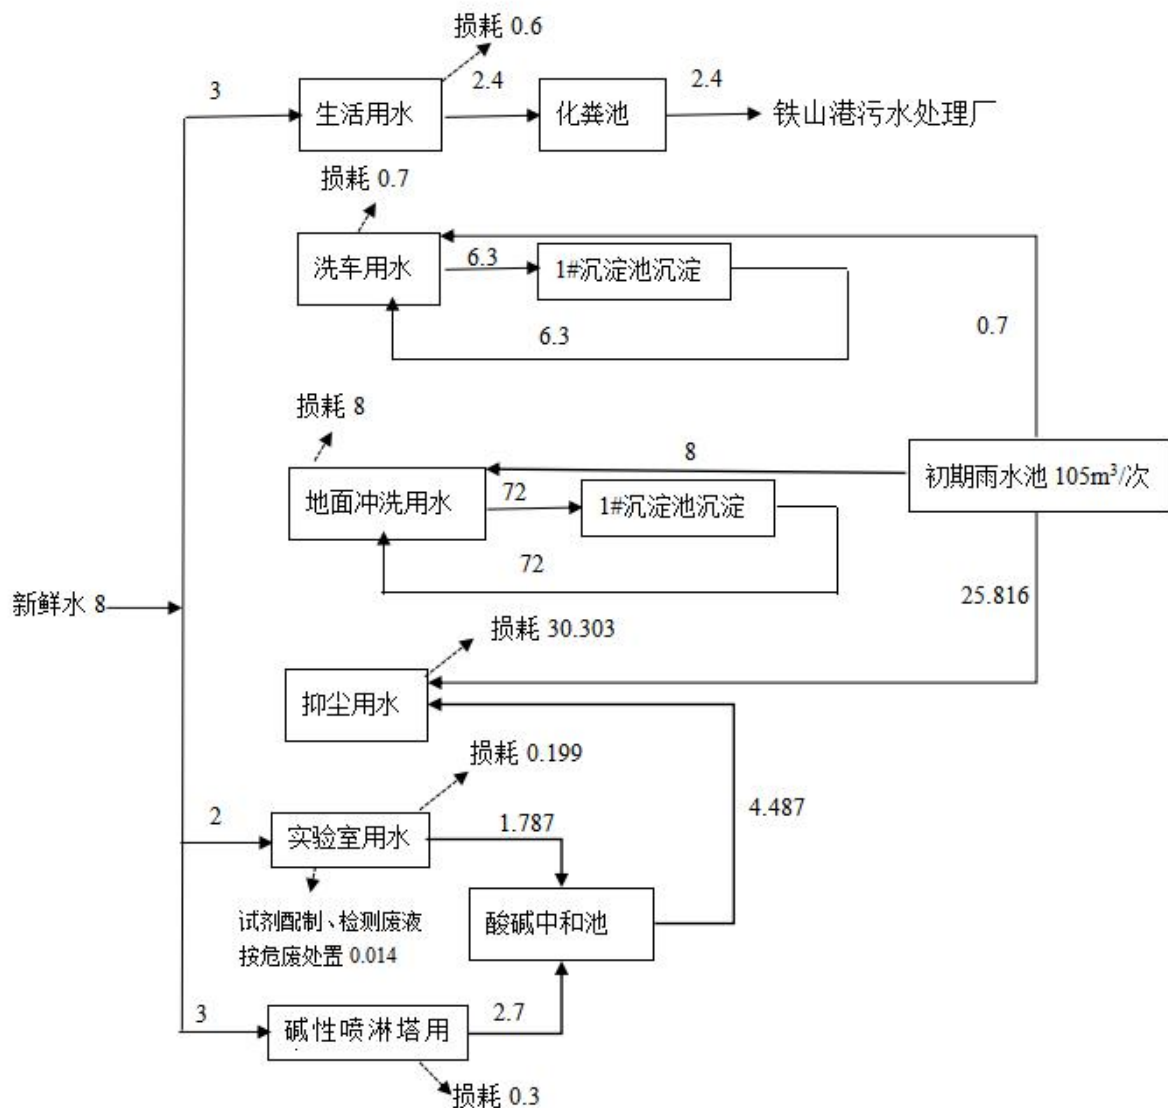 损耗 0.6
3
生活用水
2.4
化粪池
2.4
铁山港污水处理厂
损耗 0.7
洗车用水
6.3
1#沉淀池沉淀
6.3
0.7
损耗 8
地面冲洗用水
72
1#沉淀池沉淀
8
初期雨水池 105m³/次
72
25.816
新鲜水 8
损耗 30.303
抑尘用水
损耗 0.199
2
实验室用水
1.787
4.487
试剂配制、检测废液
按危废处置 0.014
酸碱中和池
3
碱性喷淋塔用
2.7
损耗 0.3